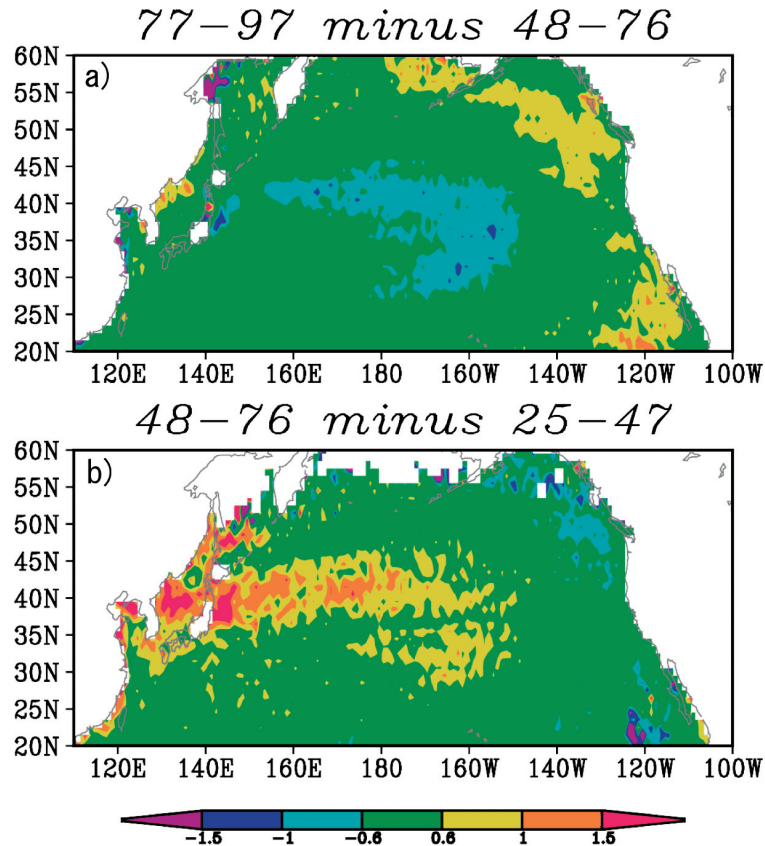 77-97 minus 48-76
a)
60N
55N
50N
45N
40N
35N
30N
25N
20N
120E 140E 160E 180 160W 140W 120W 100W
48-76 minus 25-47
b)
60N
55N
50N
45N
40N
35N
30N
25N
20N
120E 140E 160E 180 160W 140W 120W 100W
-1.5 -1 -0.6 0.6 1 1.5